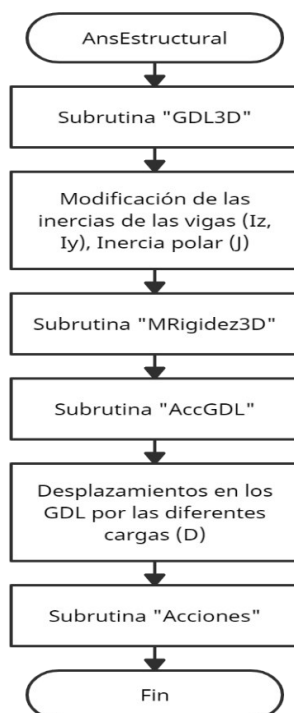 AnsEstructural
Subrutina "GDL3D"
Modificación de las
inercias de las vigas (Iz,
Iy), Inercia polar (J)
Subrutina "MRigidez3D"
Subrutina "AccGDL"
Desplazamientos en los
GDL por las diferentes
cargas (D)
Subrutina "Acciones"
Fin